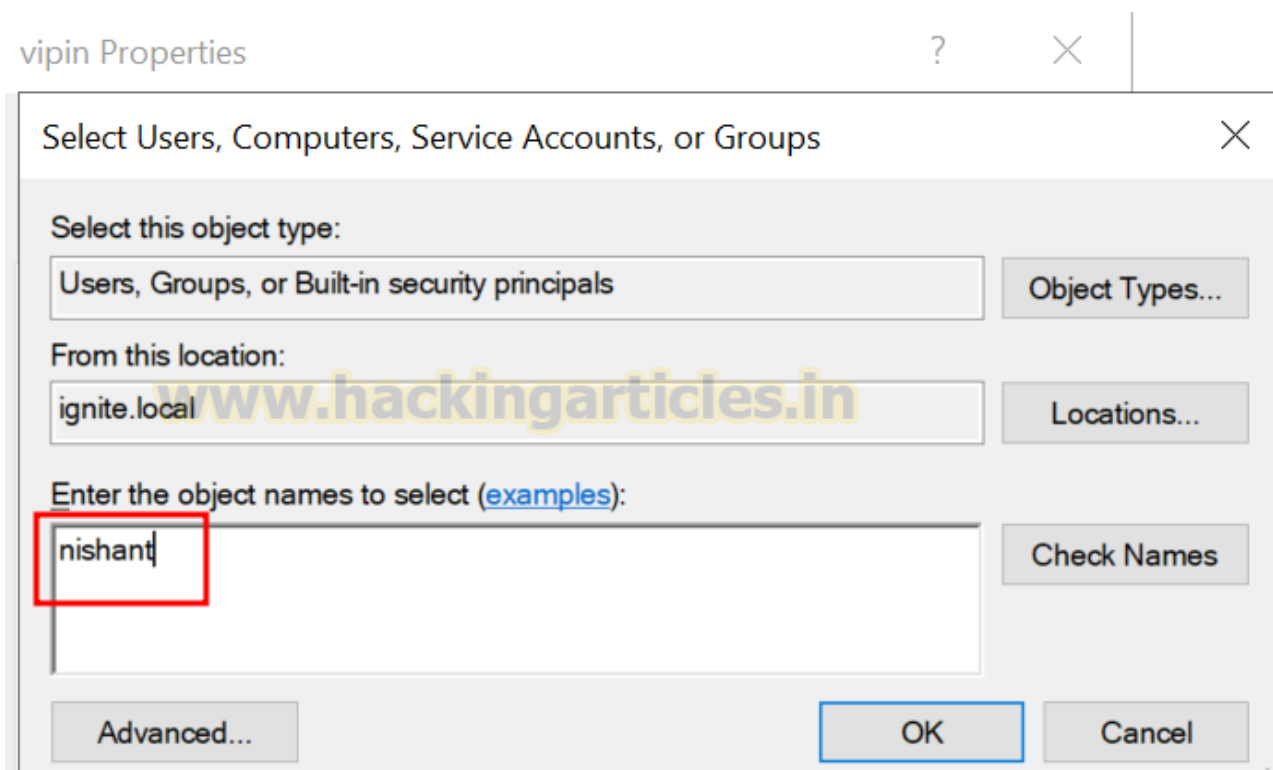 vipin Properties ?
Select Users, Computers, Service Accounts, or Groups
Select this object type:
Users, Groups, or Built-in security principals
Object Types...
From this location:
www.hackingarticles.in
ignite.local
Locations...
Enter the object names to select (examples):
nishant
Check Names
Advanced...
OK
Cancel